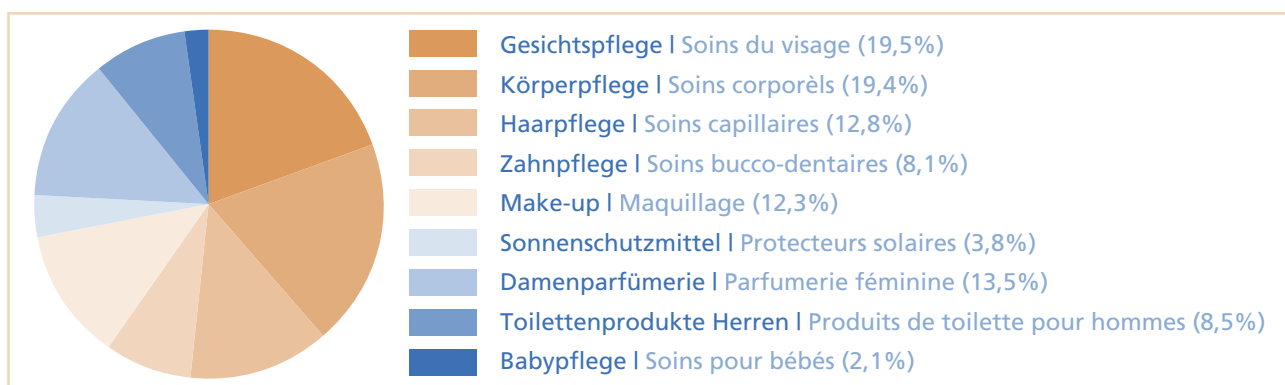 Gesichtspflege | Soins du visage (19,5%)
Körperpflege | Soins corporèls (19,4%)
Haarpflege | Soins capillaires (12,8%)
Zahnpflege | Soins bucco-dentaires (8,1%)
Make-up | Maquillage (12,3%)
Sonnenschutzmittel | Protecteurs solaires (3,8%)
Damenparfümerie | Parfumerie féminine (13,5%)
Toilettenprodukte Herren | Produits de toilette pour hommes (8,5%)
Babypflege | Soins pour bébés (2,1%)